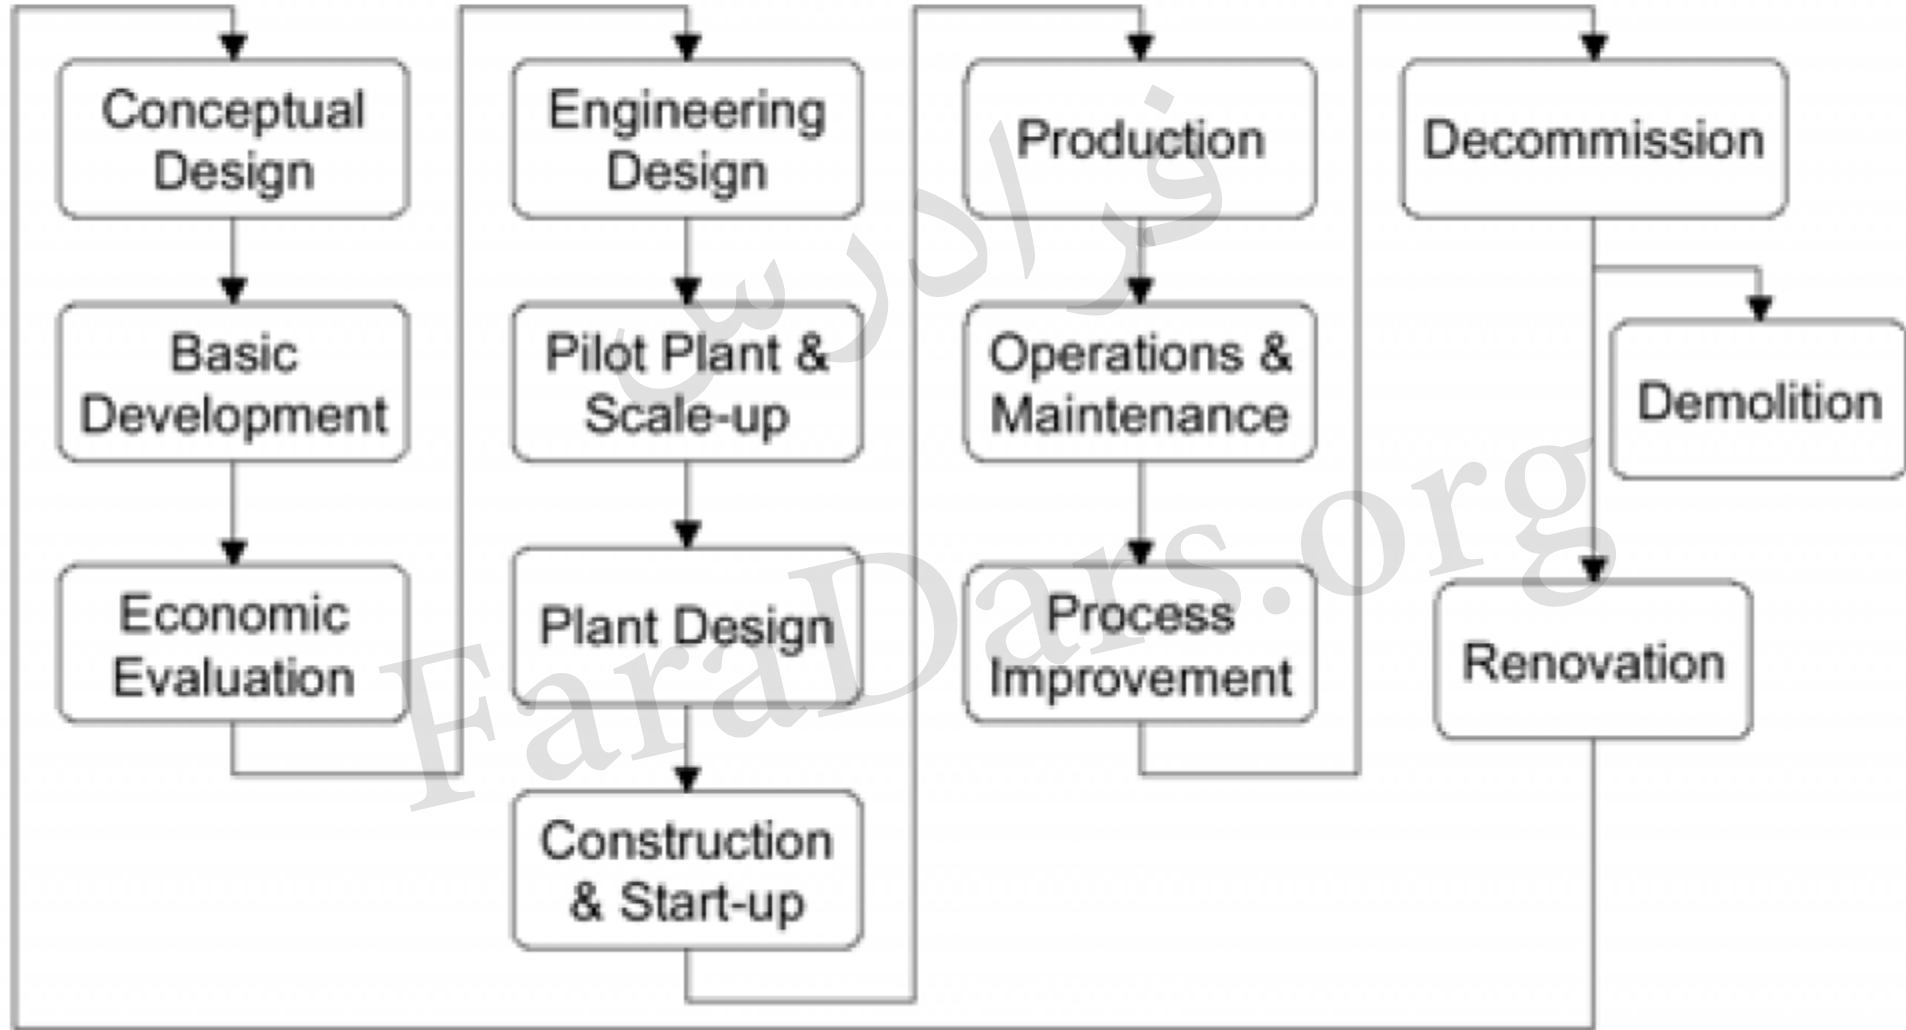 Conceptual
Design
Basic
Development
Economic
Evaluation
Engineering
Design
Pilot Plant &
Scale-up
Plant Design
Construction
& Start-up
Production
Operations &
Maintenance
Process
Improvement
Decommission
Demolition
Renovation
فرادرس
FaraDars.org